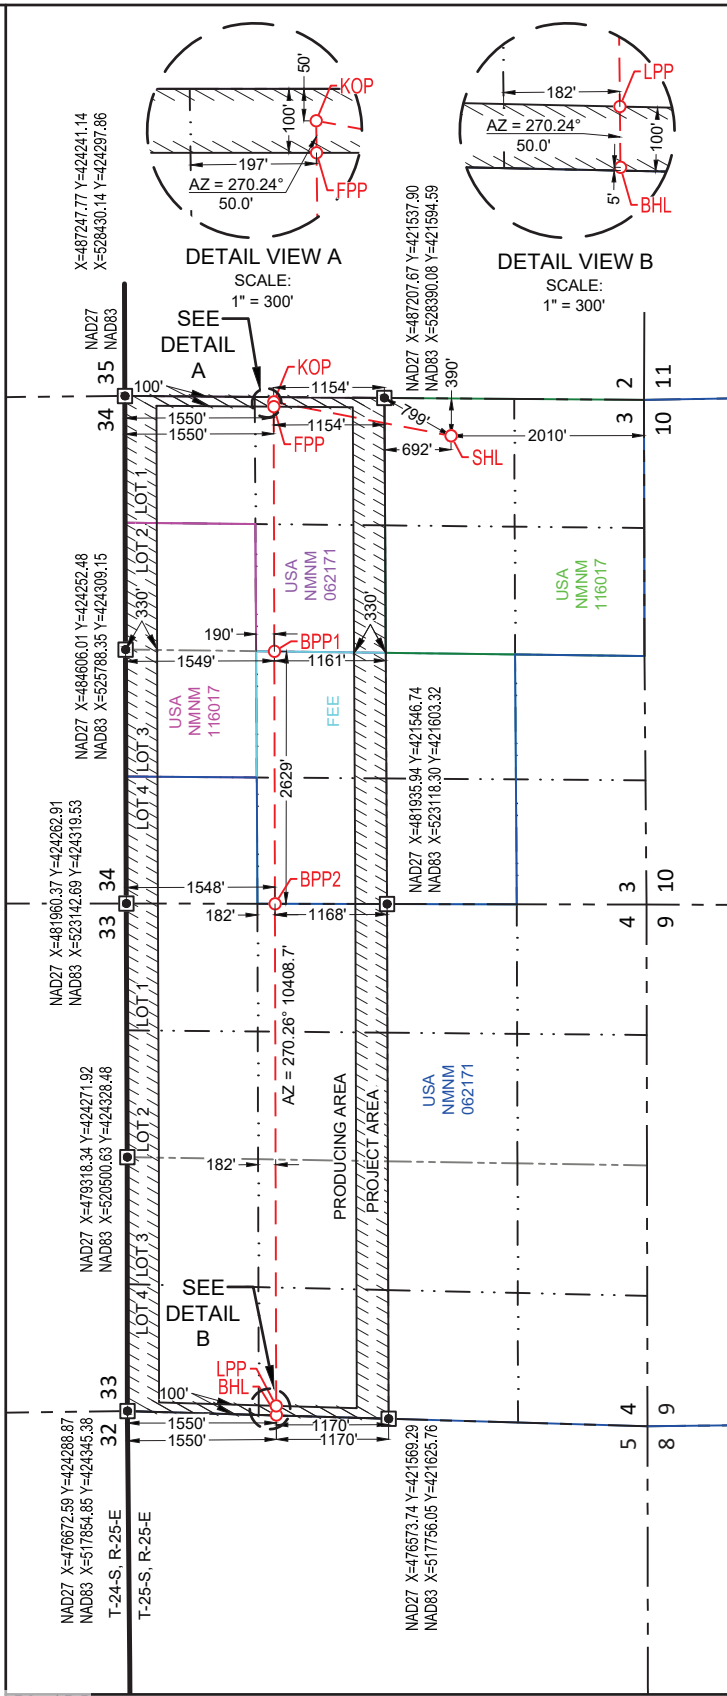 50'
KOP
100'
197'
AZ = 270.24°
50.0'
FPP
DETAIL VIEW A
SCALE:
1" = 300'
LPP
182'
AZ = 270.24°
50.0'
100'
5'
BHL
DETAIL VIEW B
SCALE:
1" = 300'
X=487247.77 Y=424241.14
X=528430.14 Y=424297.86
NAD27
NAD83
NAD27 X=487207.67 Y=421537.90
NAD83 X=528390.08 Y=421594.59
SEE
DETAIL
A
35
34
100'
KOP
1154'
390'
2
11
3
10
1550'
1550'
1154'
FPP
799'
692'
SHL
2010'
LOT 1
LOT 2
USA
NMNM
062171
USA
NMNM
116017
NAD27 X=484606.01 Y=424252.48
NAD83 X=525788.35 Y=424309.15
330'
330'
190'
BPP1
1549'
1161'
USA
NMNM
116017
FEE
LOT 3
LOT 4
2629'
NAD27 X=481935.94 Y=421546.74
NAD83 X=523118.30 Y=421603.32
NAD27 X=481960.37 Y=424262.91
NAD83 X=523142.69 Y=424319.53
34
33
1548'
BPP2
182'
1168'
3
10
4
9
LOT 1
AZ = 270.26° 10408.7'
NAD27 X=479318.34 Y=424271.92
NAD83 X=520500.63 Y=424328.48
LOT 2
182'
PRODUCING AREA
PROJECT AREA
USA
NMNM
062171
LOT 3
LOT 4
SEE
DETAIL
B
LPP
BHL
100'
33
32
1550'
1550'
1170'
1170'
4
9
5
8
NAD27 X=476672.59 Y=424288.87
NAD83 X=517854.85 Y=424345.38
T-24-S, R-25-E
T-25-S, R-25-E
NAD27 X=476573.74 Y=421569.29
NAD83 X=517756.05 Y=421625.76